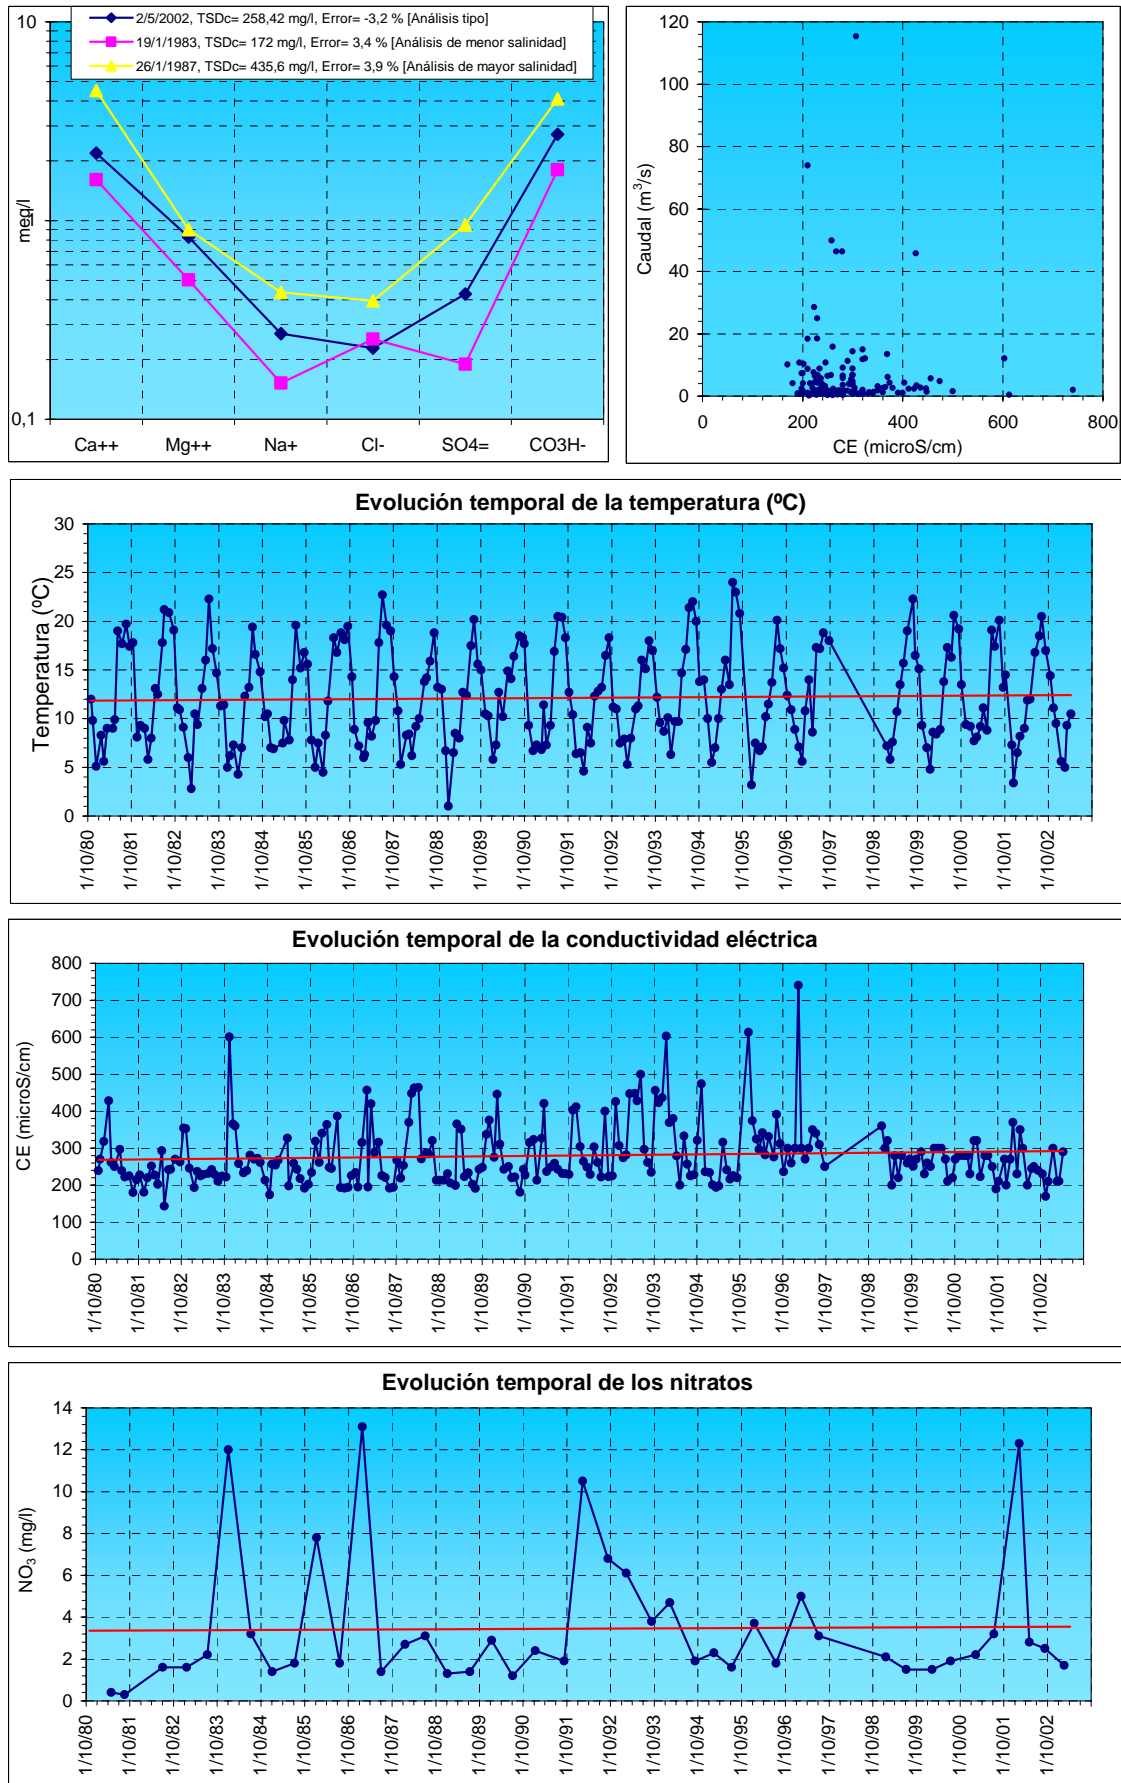 2/5/2002, TSDc= 258,42 mg/l, Error= -3,2 % [Análisis tipo]
19/1/1983, TSDc= 172 mg/l, Error= 3,4 % [Análisis de menor salinidad]
26/1/1987, TSDc= 435,6 mg/l, Error= 3,9 % [Análisis de mayor salinidad]
10
1
0,1
meq/l
Ca++ Mg++ Na+ Cl- SO4= CO3H-
120
100
80
60
40
20
0
Caudal (m³/s)
0 200 400 600 800
CE (microS/cm)
Evolución temporal de la temperatura (ºC)
30
25
20
15
10
5
0
Temperatura (ºC)
1/10/80 1/10/81 1/10/82 1/10/83 1/10/84 1/10/85 1/10/86 1/10/87 1/10/88 1/10/89 1/10/90 1/10/91 1/10/92 1/10/93 1/10/94 1/10/95 1/10/96 1/10/97 1/10/98 1/10/99 1/10/00 1/10/01 1/10/02
Evolución temporal de la conductividad eléctrica
800
700
600
500
400
300
200
100
0
CE (microS/cm)
1/10/80 1/10/81 1/10/82 1/10/83 1/10/84 1/10/85 1/10/86 1/10/87 1/10/88 1/10/89 1/10/90 1/10/91 1/10/92 1/10/93 1/10/94 1/10/95 1/10/96 1/10/97 1/10/98 1/10/99 1/10/00 1/10/01 1/10/02
Evolución temporal de los nitratos
14
12
10
8
6
4
2
0
NO₃ (mg/l)
1/10/80 1/10/81 1/10/82 1/10/83 1/10/84 1/10/85 1/10/86 1/10/87 1/10/88 1/10/89 1/10/90 1/10/91 1/10/92 1/10/93 1/10/94 1/10/95 1/10/96 1/10/97 1/10/98 1/10/99 1/10/00 1/10/01 1/10/02